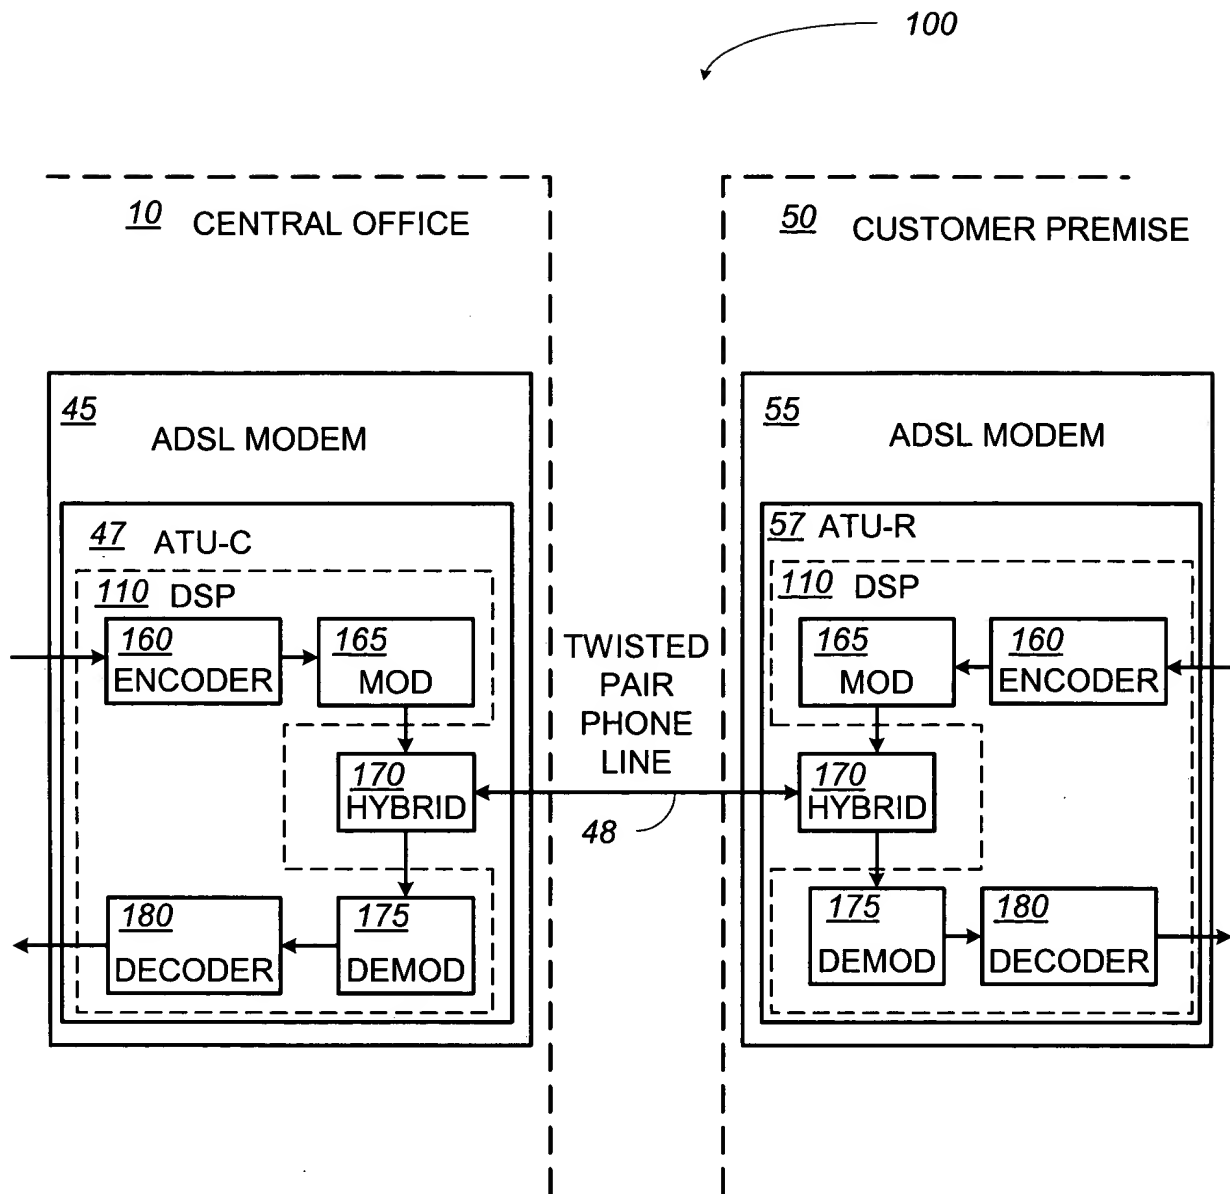 100
10 CENTRAL OFFICE
50 CUSTOMER PREMISE
45
ADSL MODEM
55
ADSL MODEM
47 ATU-C
57 ATU-R
110 DSP
110 DSP
160
ENCODER
165
MOD
TWISTED
PAIR
PHONE
LINE
165
MOD
160
ENCODER
170
HYBRID
48
170
HYBRID
180
DECODER
175
DEMOD
175
DEMOD
180
DECODER